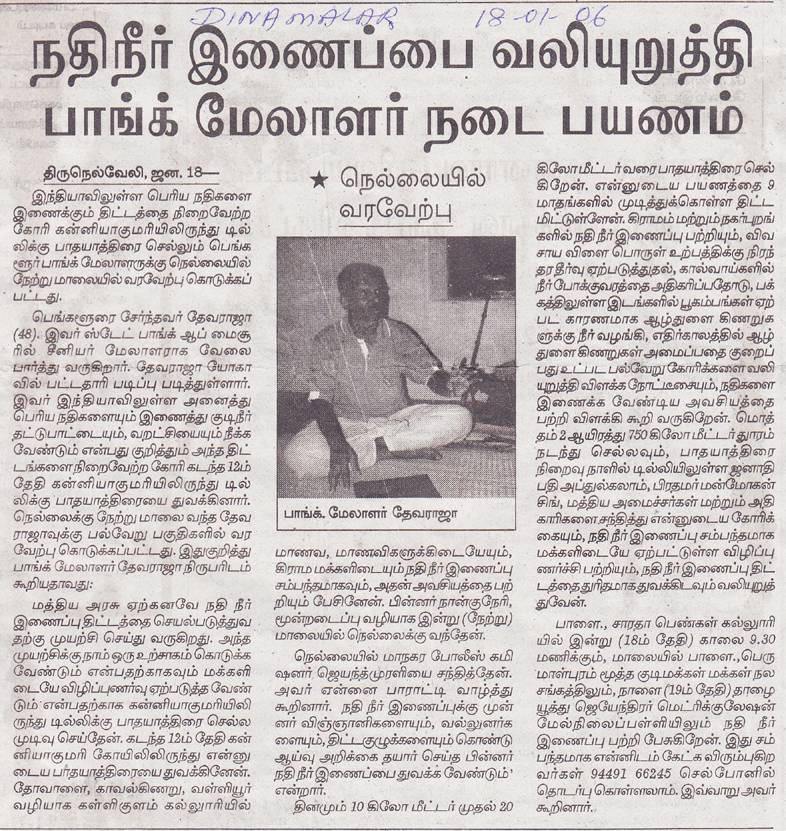 DINAMALAR 18-01-06
நதிநீர் இணைப்பை வலியுறுத்தி
பாங்க் மேலாளர் நடை பயணம்
திருநெல்வேலி, ஜன. 18—
இந்தியாவிலுள்ள பெரிய நதிகளை
இணைக்கும் திட்டத்தை நிறைவேற்ற
கோரி கன்னியாகுமரியிலிருந்து டில்
லிக்கு பாதயாத்திரை செல்லும் பெங்க
ளூர் பாங்க் மேலாளருக்கு நெல்லையில்
நேற்று மாலையில் வரவேற்பு கொடுக்கப்
பட்டது.
பெங்களூரை சேர்ந்தவர் தேவராஜா
(48). இவர் ஸ்டேட் பாங்க் ஆப் மைசூ
ரில் சீனியர் மேலாளராக வேலை
பார்த்து வருகிறார். தேவராஜா யோகா
வில் பட்டதாரி படிப்பு படித்துள்ளார்.
இவர் இந்தியாவிலுள்ள அனைத்து
பெரிய நதிகளையும் இணைத்து குடிநீர்
தட்டுபாட்டையும், வறட்சியையும் நீக்க
வேண்டும் என்பது குறித்தும் அந்த திட்
டங்களை நிறைவேற்ற கோரி கடந்த 12ம்
தேதி கன்னியாகுமரியிலிருந்து டில்
லிக்கு பாதயாத்திரையை துவக்கினார்.
நெல்லைக்கு நேற்று மாலை வந்த தேவ
ராஜாவுக்கு பல்வேறு பகுதிகளில் வர
வேற்பு கொடுக்கப்பட்டது. இதுகுறித்து
பாங்க் மேலாளர் தேவராஜா நிருபரிடம்
கூறியதாவது:
மத்திய அரசு ஏற்கனவே நதி நீர்
இணைப்பு திட்டத்தை செயல்படுத்துவ
தற்கு முயற்சி செய்து வருகிறது. அந்த
முயற்சிக்கு நாம் ஒரு உற்சாகம் கொடுக்க
வேண்டும் என்பதற்காகவும் மக்களி
டையே விழிப்புணர்வு ஏற்படுத்த வேண்
டும் என்பதற்காக கன்னியாகுமரியிலி
ருந்து டில்லிக்கு பாதயாத்திரை செல்ல
முடிவு செய்தேன். கடந்த 12ம் தேதி கன்
னியாகுமரி கோயிலிலிருந்து என்னு
டைய பாதயாத்திரையை துவக்கினேன்.
தோவாளை, காவல்கிணறு, வள்ளியூர்
வழியாக கள்ளிகுளம் கல்லூரியில்
★ நெல்லையில்
வரவேற்பு
பாங்க். மேலாளர் தேவராஜா
மாணவ, மாணவிகளுக்கிடையேயும்,
கிராம மக்களிடையும் நதி நீர் இணைப்பு
சம்பந்தமாகவும், அதன் அவசியத்தை பற்
றியும் பேசினேன். பின்னர் நான்குநேரி,
மூன்றடைப்பு வழியாக இன்று (நேற்று)
மாலையில் நெல்லைக்கு வந்தேன்.
நெல்லையில் மாநகர போலீஸ் கமி
ஷனர் ஜெயந்த்முரளியை சந்தித்தேன்.
அவர் என்னை பாராட்டி வாழ்த்து
கூறினார். நதி நீர் இணைப்புக்கு முன்
னர் விஞ்ஞானிகளையும், வல்லுனர்க
ளையும், திட்டகுழுக்களையும் கொண்டு
ஆய்வு அறிக்கை தயார் செய்த பின்னர்
நதி நீர் இணைப்பை துவக்க வேண்டும்'
என்றார்.
தினமும் 10 கிலோ மீட்டர் முதல் 20
கிலோ மீட்டர் வரை பாதயாத்திரை செல்
கிறேன். என்னுடைய பயணத்தை 9
மாதங்களில் முடித்துக்கொள்ள திட்ட
மிட்டுள்ளேன். கிராமம் மற்றும் நகர்புறங்
களில் நதி நீர் இணைப்பு பற்றியும், விவ
சாய விளை பொருள் உற்பத்திக்கு நிரந்
தர தீர்வு ஏற்படுத்துதல், கால்வாய்களில்
நீர் போக்குவரத்தை அதிகரிப்பதோடு, பக்
கத்திலுள்ள இடங்களில் பூகம்பங்கள் ஏற்
பட் காரணமாக ஆழ்துளை கிணறுக
ளுக்கு நீர் வழங்கி, எதிர்காலத்தில் ஆழ்
துளை கிணறுகள் அமைப்பதை குறைப்
பது உட்பட பல்வேறு கோரிக்களை வலி
யுறுத்தி விளக்க நோட்டீசையும், நதிகளை
இணைக்க வேண்டிய அவசியத்தை
பற்றி விளக்கி கூறி வருகிறேன். மொத்
தம் 2 ஆயிரத்து 750 கிலோ மீட்டர் தூரம்
நடந்து செல்லவும், பாதயாத்திரை
நிறைவு நாளில் டில்லியிலுள்ள ஜனாதி
பதி அப்துல்கலாம், பிரதமர் மன்மோகன்
சிங், மத்திய அமைச்சர்கள் மற்றும் அதி
காரிகளை சந்தித்து என்னுடைய கோரிக்
கையும், நதி நீர் இணைப்பு சம்பந்தமாக
மக்களிடையே ஏற்பட்டுள்ள விழிப்பு
ணர்ச்சி பற்றியும், நதி நீர் இணைப்பு திட்
டத்தை துரிதமாக துவக்கிடவும் வலியுறுத்
துவேன்.
பாளை., சாரதா பெண்கள் கல்லூரி
யில் இன்று (18ம் தேதி) காலை 9.30
மணிக்கும், மாலையில் பாளை., பெரு
மாள்புரம் மூத்த குடிமக்கள் மக்கள் நல
சங்கத்திலும், நாளை (19ம் தேதி) தாழை
யூத்து ஜெயேந்திரர் மெட்ரிக்குலேஷன்
மேல்நிலைப்பள்ளியிலும் நதி நீர்
இணைப்பு பற்றி பேசுகிறேன். இது சம்
பந்தமாக என்னிடம் கேட்க விரும்புகிற
வர்கள் 94491 66245 செல்போனில்
தொடர்பு கொள்ளலாம். இவ்வாறு அவர்
கூறினார்.